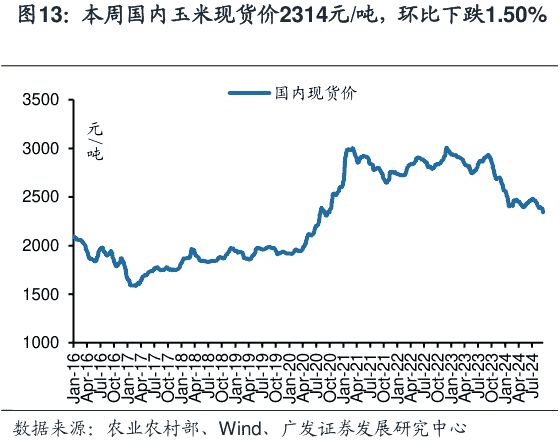 图13：本周国内玉米现货价2314元/吨，环比下跌1.50%
国内现货价
元/吨
3500
3000
2500
2000
1500
1000
Jan-16
Apr-16
Jul-16
Oct-16
Jan-17
Apr-17
Jul-17
Oct-17
Jan-18
Apr-18
Jul-18
Oct-18
Jan-19
Apr-19
Jul-19
Oct-19
Jan-20
Apr-20
Jul-20
Oct-20
Jan-21
Apr-21
Jul-21
Oct-21
Jan-22
Apr-22
Jul-22
Oct-22
Jan-23
Apr-23
Jul-23
Oct-23
Jan-24
Apr-24
Jul-24
数据来源：农业农村部、Wind、广发证券发展研究中心